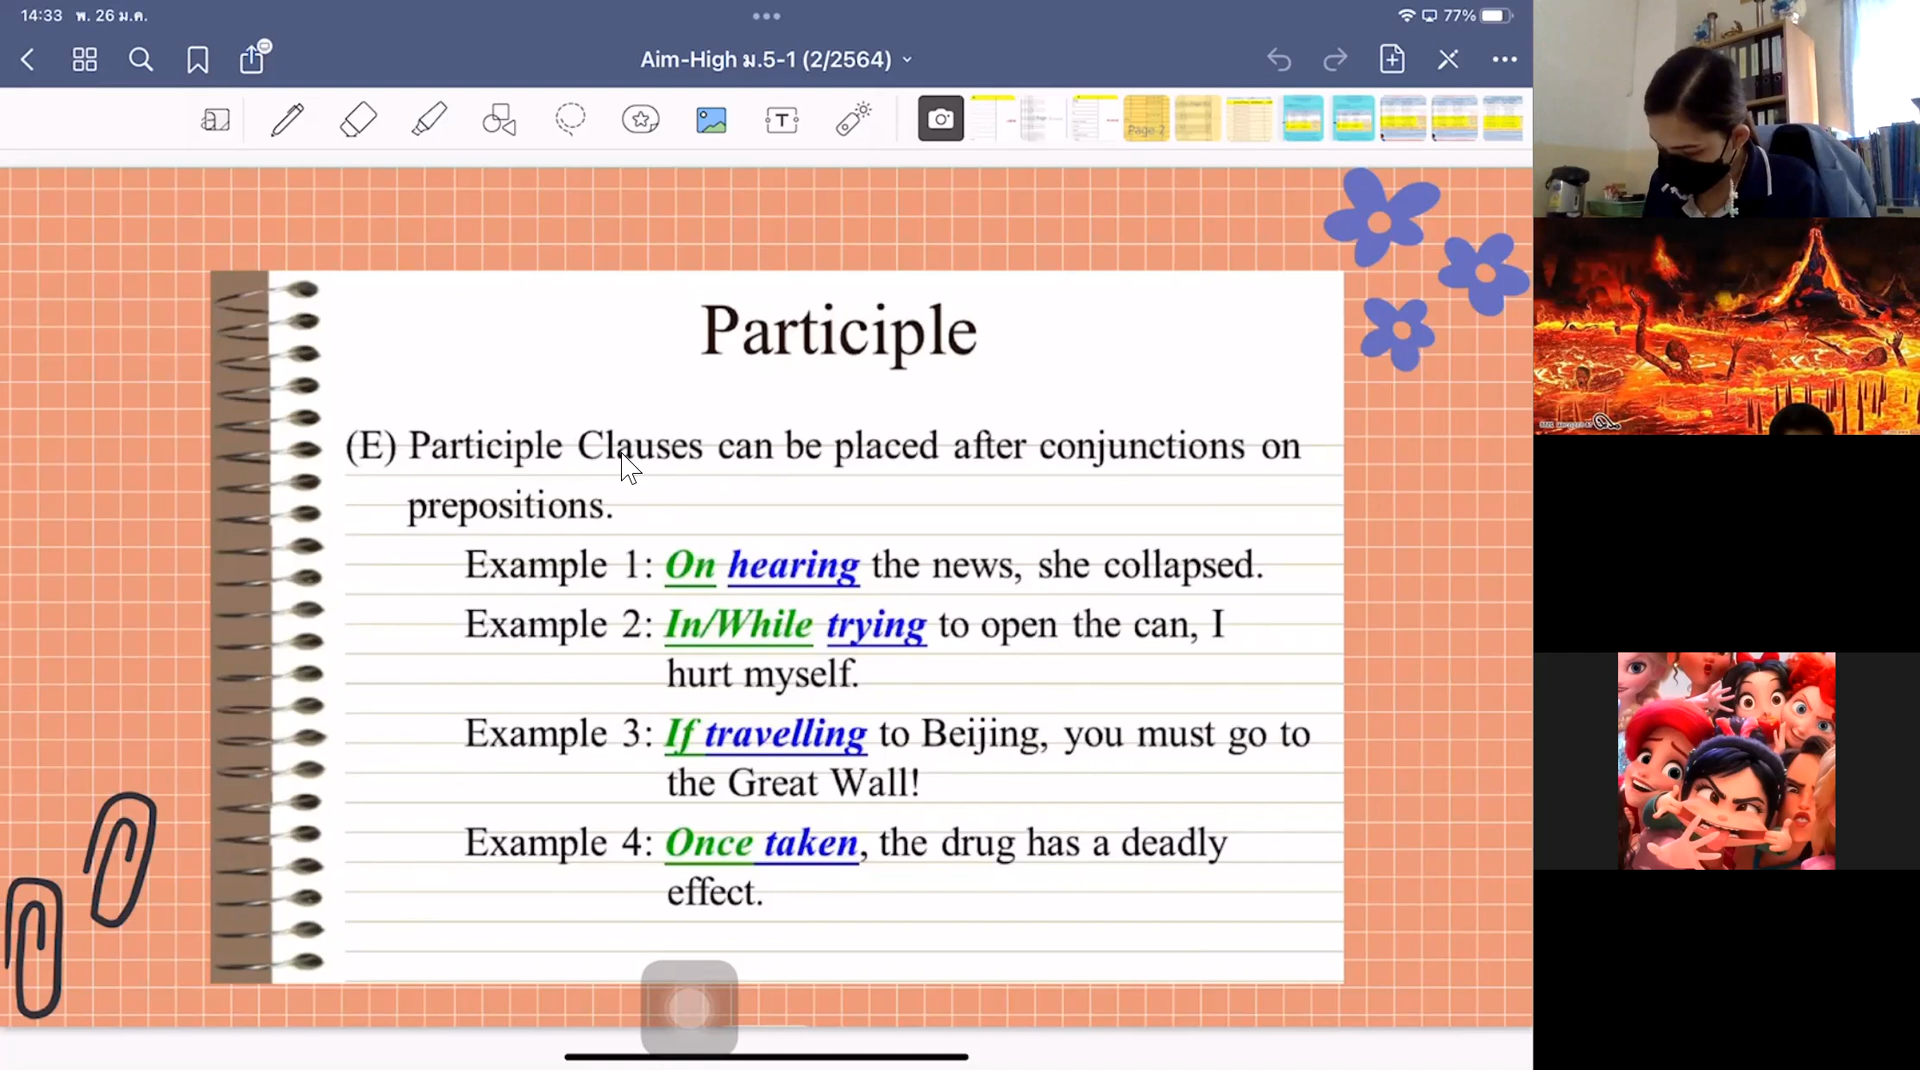 14:33 พ. 26 ม.ค.
77%
Aim-High ม.5-1 (2/2564)
T
Page 2
Participle
(E) Participle Clauses can be placed after conjunctions on
prepositions.
Example 1: On hearing the news, she collapsed.
Example 2: In/While trying to open the can, I
hurt myself.
Example 3: If travelling to Beijing, you must go to
the Great Wall!
Example 4: Once taken, the drug has a deadly
effect.